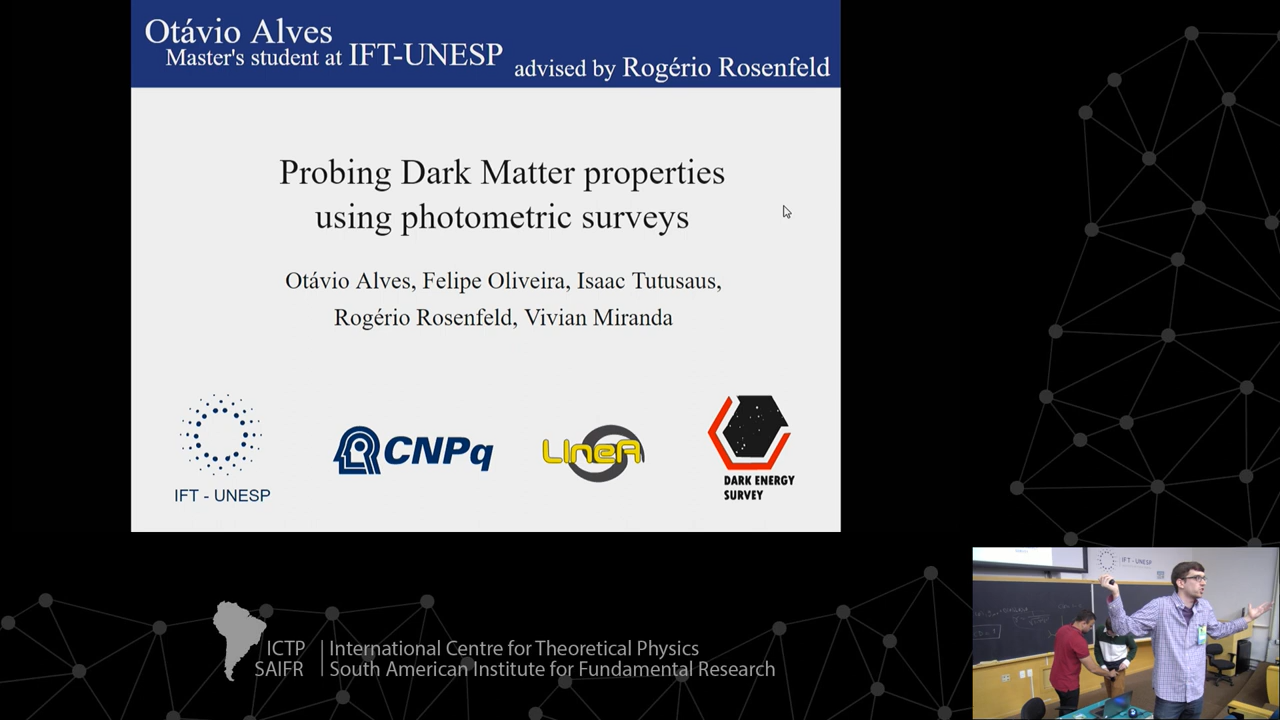 Otávio Alves
Master's student at IFT-UNESP
advised by Rogério Rosenfeld
Probing Dark Matter properties
using photometric surveys
Otávio Alves, Felipe Oliveira, Isaac Tutusaus,
Rogério Rosenfeld, Vivian Miranda
IFT - UNESP
CNPq
LIneA
DARK ENERGY
SURVEY
ICTP
SAIFR
International Centre for Theoretical Physics
South American Institute for Fundamental Research
IFT - UNESP